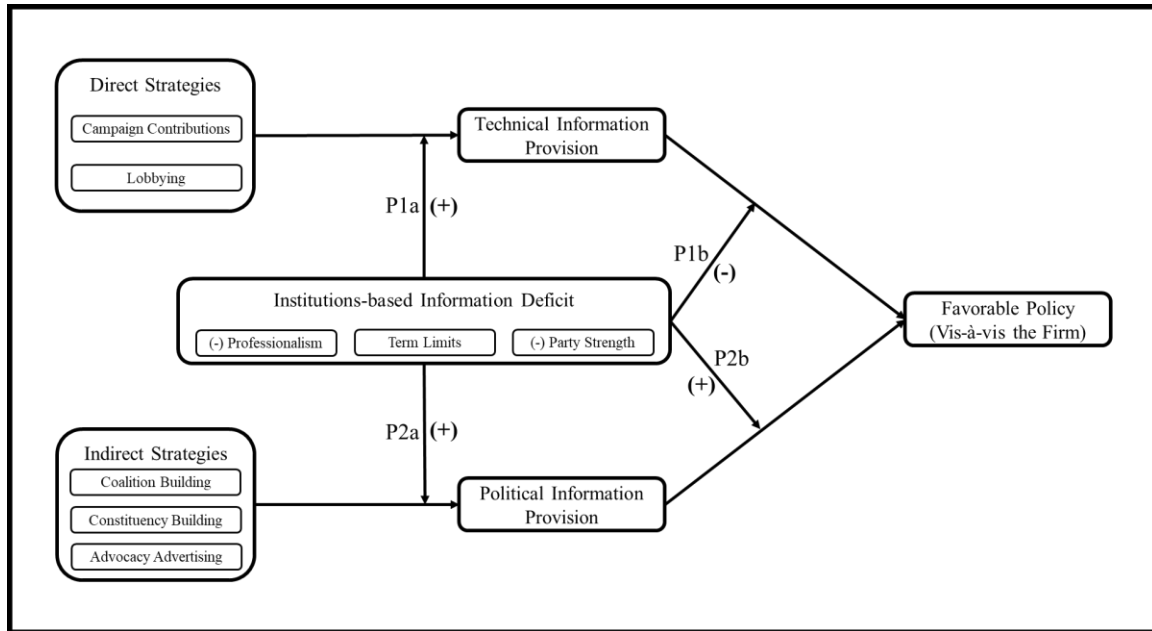 Direct Strategies
Campaign Contributions
Lobbying
Technical Information
Provision
P1a (+)
P1b
(-)
Institutions-based Information Deficit
(-) Professionalism
Term Limits
(-) Party Strength
Favorable Policy
(Vis-à-vis the Firm)
P2b
(+)
P2a (+)
Indirect Strategies
Coalition Building
Constituency Building
Advocacy Advertising
Political Information
Provision